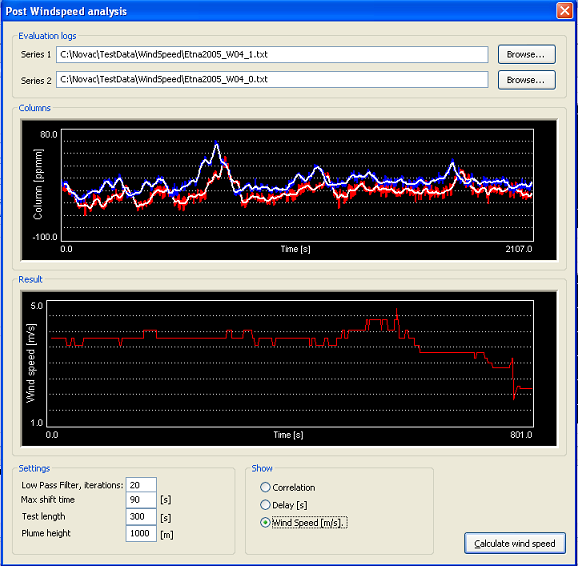 Post Windspeed analysis
Evaluation logs
Series 1 C:\Novac\TestData\WindSpeed\Etna2005_W04_1.txt Browse...
Series 2 C:\Novac\TestData\WindSpeed\Etna2005_W04_0.txt Browse...
Columns
80.0
Column [ppmm]
-100.0
0.0 Time [s] 2107.0
Result
5.0
Wind speed [m/s]
1.0
0.0 Time [s] 801.0
Settings
Low Pass Filter, iterations: 20
Max shift time 90 [s]
Test length 300 [s]
Plume height 1000 [m]
Show
Correlation
Delay [s]
Wind Speed [m/s].
Calculate wind speed